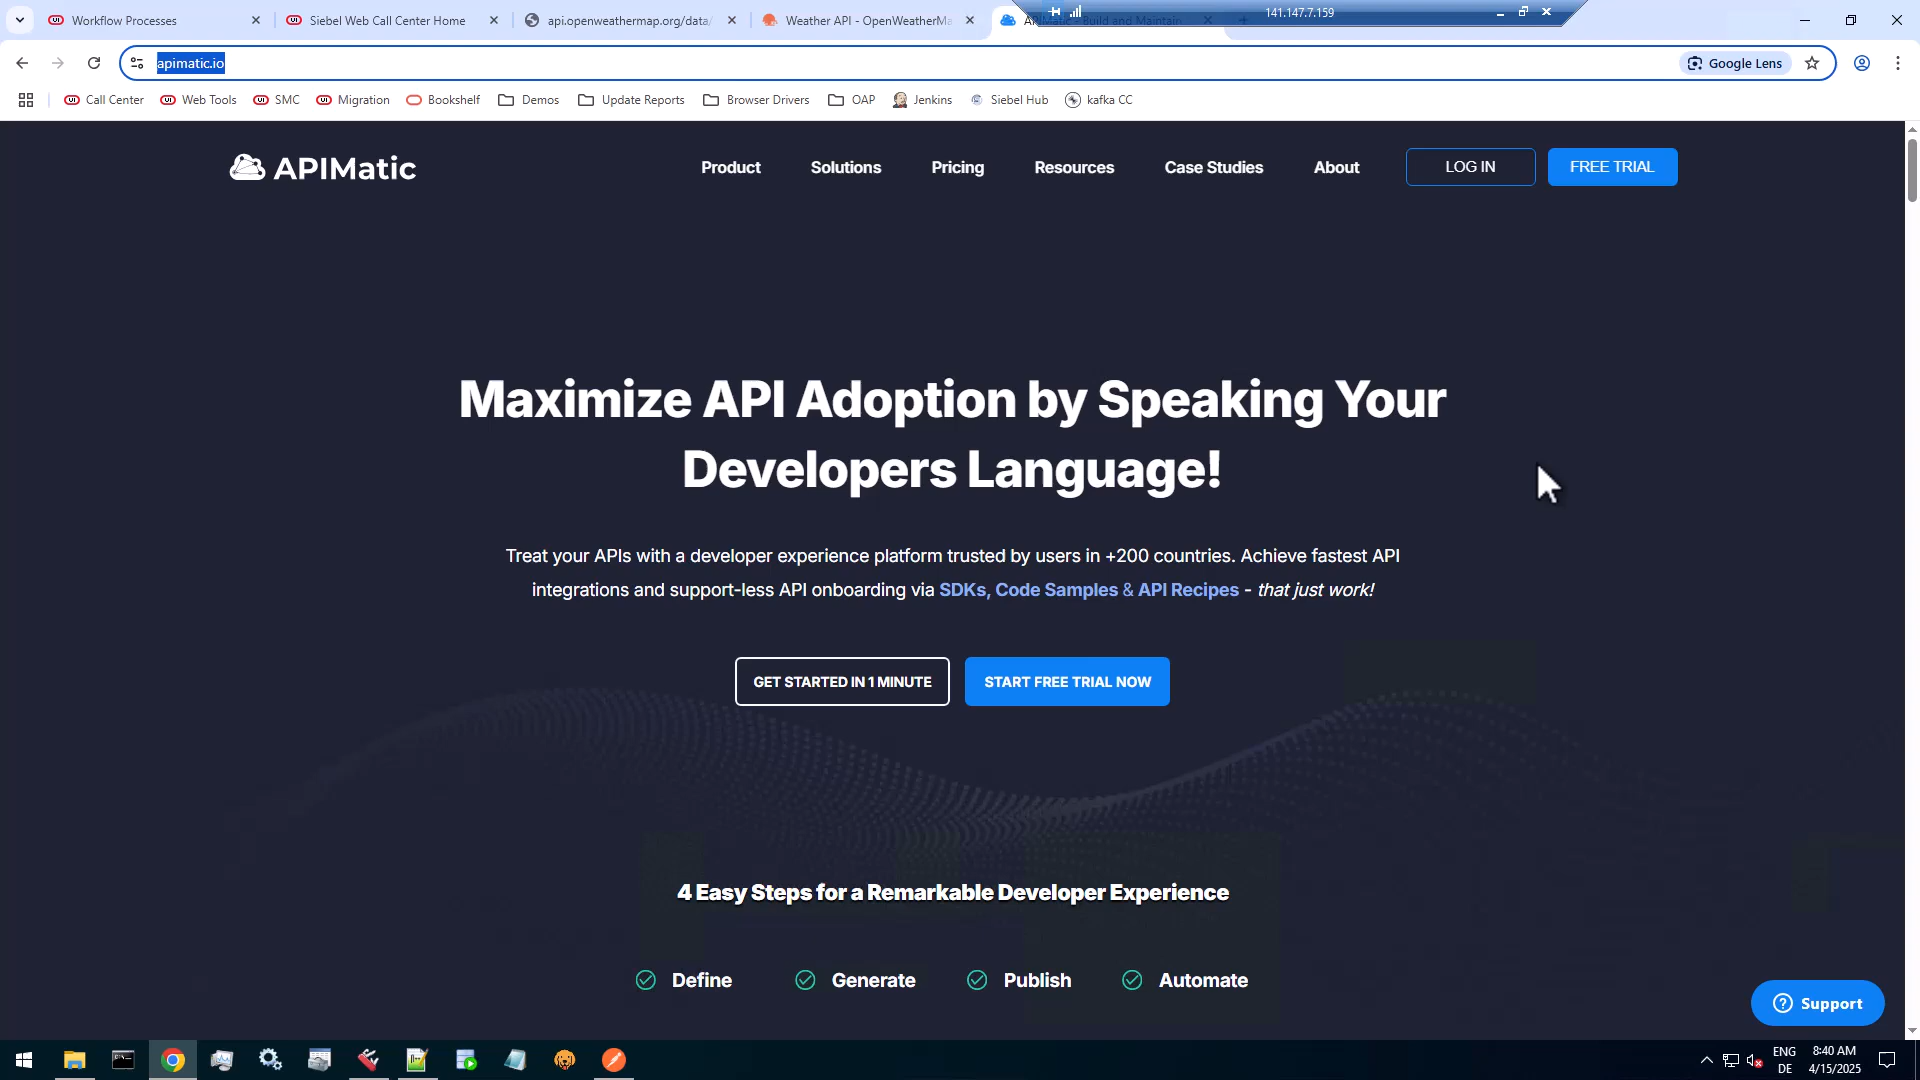 Workflow Processes
Siebel Web Call Center Home
api.openweathermap.org/data/
Weather API - OpenWeatherMa
APIMatic - Build and Maintain
141.147.7.159
apimatic.io
Google Lens
Call Center
Web Tools
SMC
Migration
Bookshelf
Demos
Update Reports
Browser Drivers
OAP
Jenkins
Siebel Hub
kafka CC
APIMatic
Product
Solutions
Pricing
Resources
Case Studies
About
LOG IN
FREE TRIAL
Maximize API Adoption by Speaking Your
Developers Language!
Treat your APIs with a developer experience platform trusted by users in +200 countries. Achieve fastest API
integrations and support-less API onboarding via SDKs, Code Samples & API Recipes - that just work!
GET STARTED IN 1 MINUTE
START FREE TRIAL NOW
4 Easy Steps for a Remarkable Developer Experience
Define
Generate
Publish
Automate
Support
ENG
DE
8:40 AM
4/15/2025